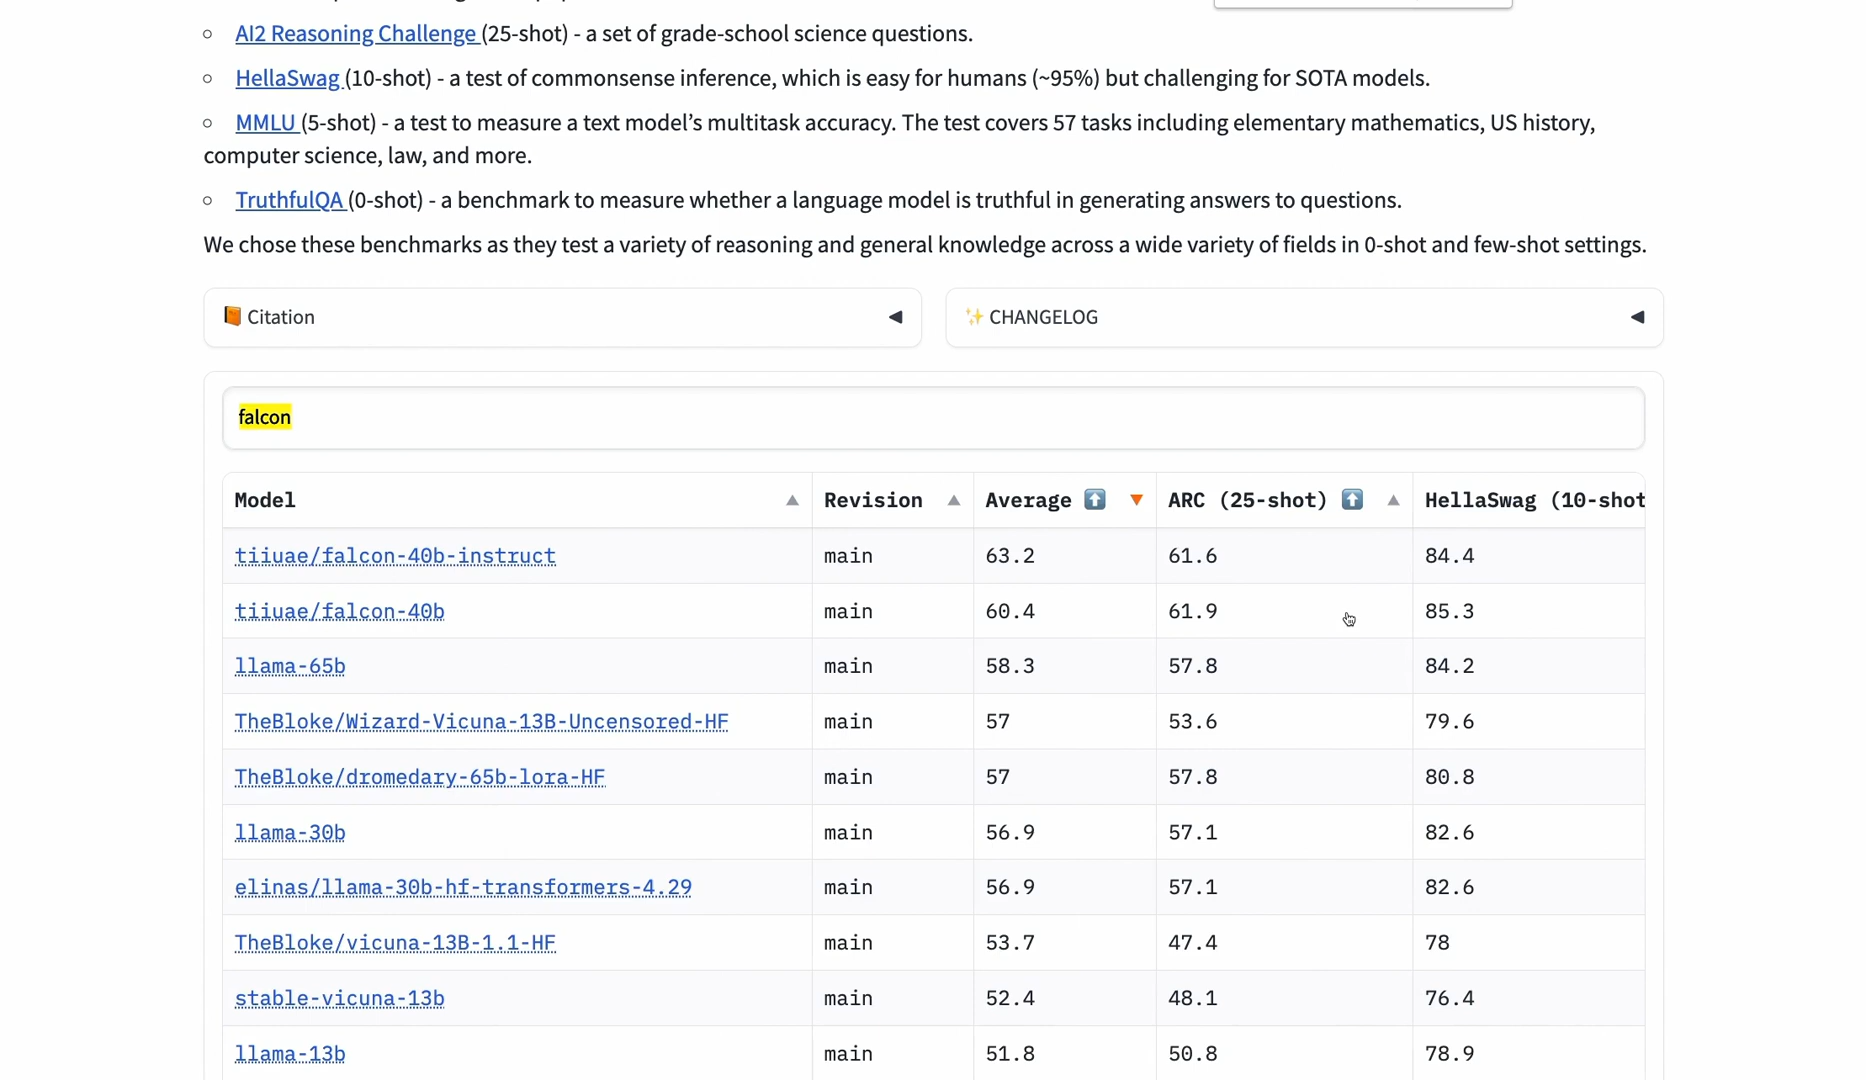 AI2 Reasoning Challenge (25-shot) - a set of grade-school science questions.
HellaSwag (10-shot) - a test of commonsense inference, which is easy for humans (~95%) but challenging for SOTA models.
MMLU (5-shot) - a test to measure a text model’s multitask accuracy. The test covers 57 tasks including elementary mathematics, US history,
computer science, law, and more.
TruthfulQA (0-shot) - a benchmark to measure whether a language model is truthful in generating answers to questions.
We chose these benchmarks as they test a variety of reasoning and general knowledge across a wide variety of fields in 0-shot and few-shot settings.
Citation
CHANGELOG
falcon
Model Revision Average ARC (25-shot) HellaSwag (10-shot
tiiuae/falcon-40b-instruct main 63.2 61.6 84.4
tiiuae/falcon-40b main 60.4 61.9 85.3
llama-65b main 58.3 57.8 84.2
TheBloke/Wizard-Vicuna-13B-Uncensored-HF main 57 53.6 79.6
TheBloke/dromedary-65b-lora-HF main 57 57.8 80.8
llama-30b main 56.9 57.1 82.6
elinas/llama-30b-hf-transformers-4.29 main 56.9 57.1 82.6
TheBloke/vicuna-13B-1.1-HF main 53.7 47.4 78
stable-vicuna-13b main 52.4 48.1 76.4
llama-13b main 51.8 50.8 78.9